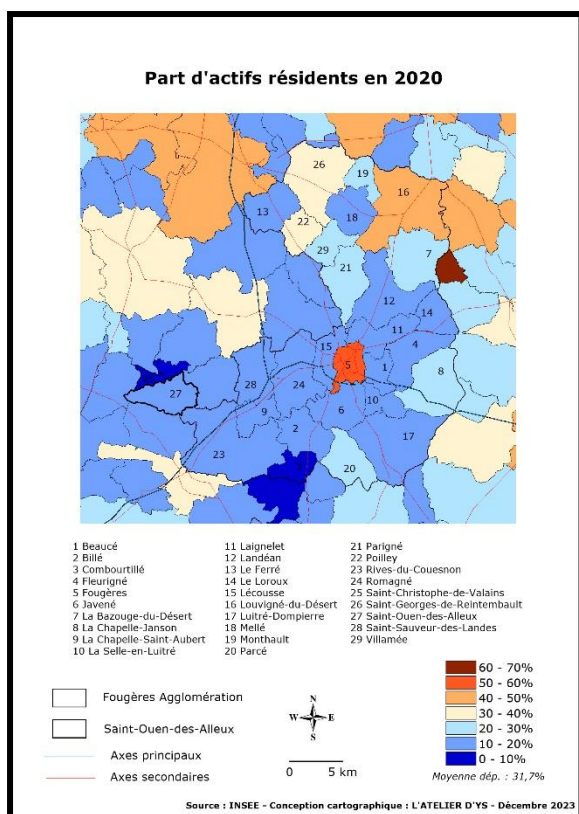 Part d'actifs résidents en 2020
26
19
16
13
18
22
29
21
7
12
14
11
15
4
5
1
8
27
28
24
10
9
6
2
17
23
20
1 Beaucé
2 Billé
3 Combourtillé
4 Fleurigné
5 Fougères
6 Javené
7 La Bazouge-du-Désert
8 La Chapelle-Janson
9 La Chapelle-Saint-Aubert
10 La Selle-en-Luitré
11 Laignelet
12 Landéan
13 Le Ferré
14 Le Loroux
15 Lécousse
16 Louvigné-du-Désert
17 Luitré-Dompierre
18 Mellé
19 Monthault
20 Parcé
21 Parigné
22 Poilley
23 Rives-du-Couesnon
24 Romagné
25 Saint-Christophe-de-Valains
26 Saint-Georges-de-Reintembault
27 Saint-Ouen-des-Alleux
28 Saint-Sauveur-des-Landes
29 Villamée
Fougères Agglomération
Saint-Ouen-des-Alleux
Axes principaux
Axes secondaires
N
W E
S
0 5 km
60 - 70%
50 - 60%
40 - 50%
30 - 40%
20 - 30%
10 - 20%
0 - 10%
Moyenne dép. : 31,7%
Source : INSEE - Conception cartographique : L'ATELIER D'YS - Décembre 2023